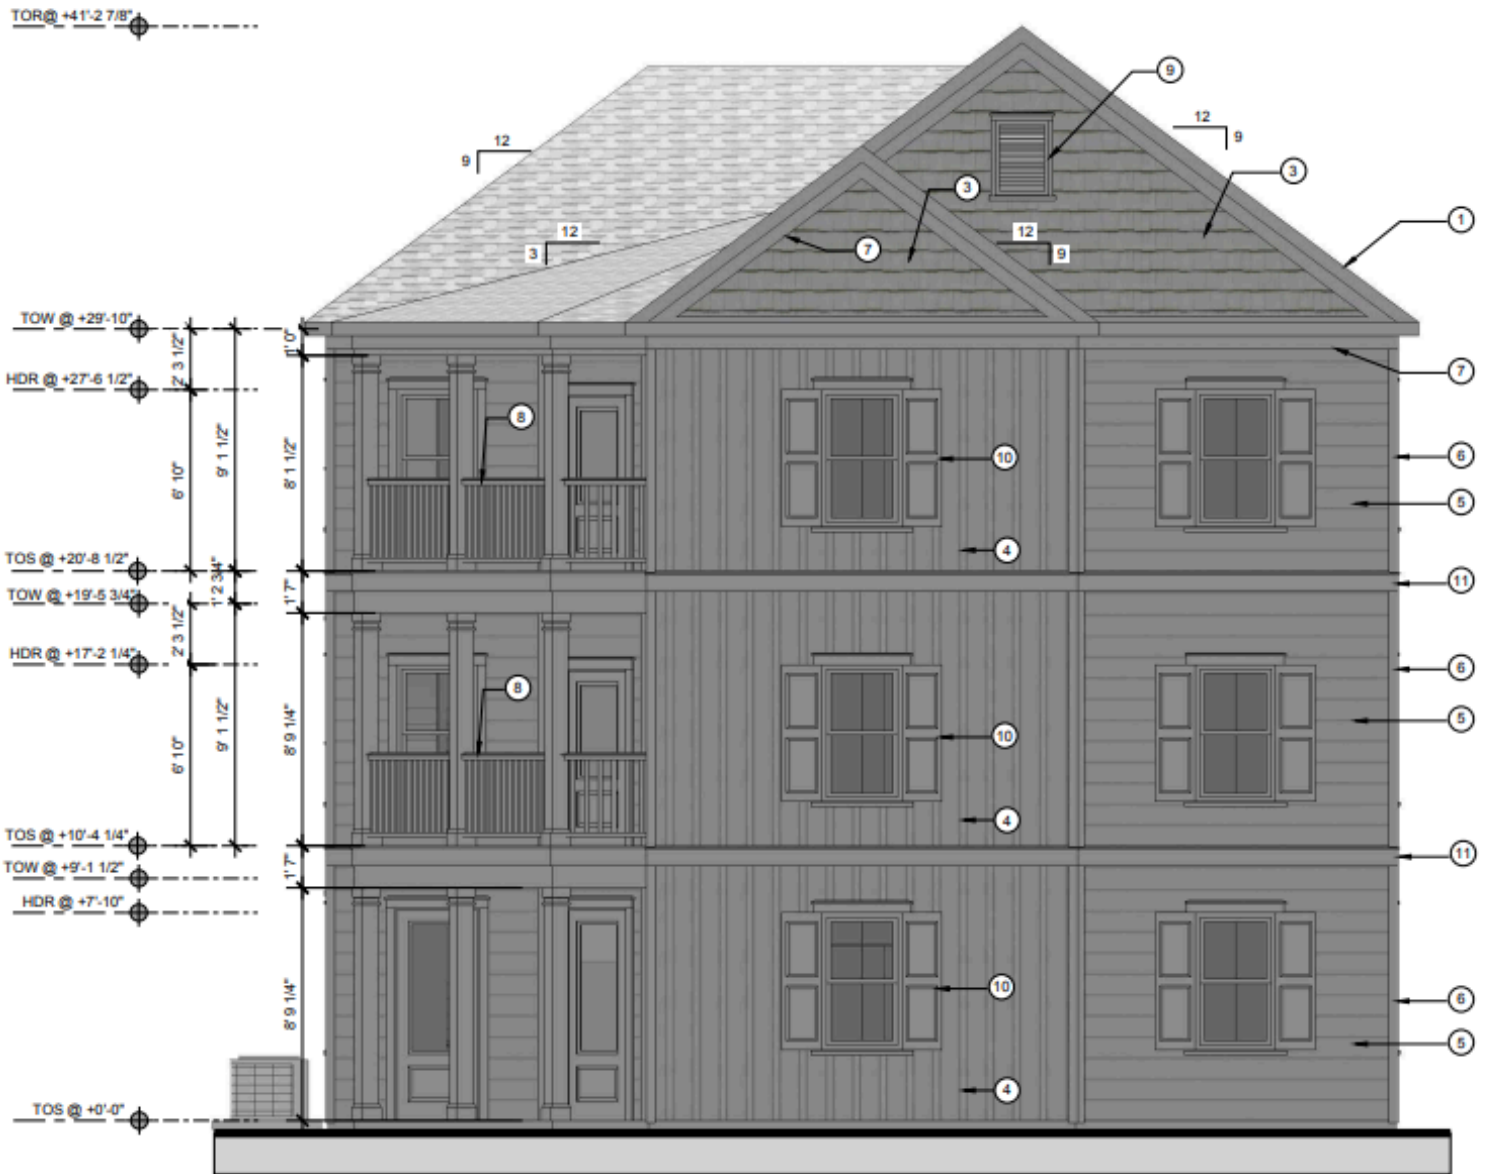 TOR@ +41'-2 7/8"
9
12
9
12
9
3
3
1
12
3
7
12
9
TOW @ +29'-10"
1' 0"
2' 3 1/2"
7
HDR @ +27'-6 1/2"
8
9' 1 1/2"
8' 1 1/2"
6' 10"
10
6
5
4
TOS @ +20'-8 1/2"
1' 2 3/4"
1' 7"
11
TOW @ +19'-5 3/4"
2' 3 1/2"
HDR @ +17'-2 1/4"
6
8
5
9' 1 1/2"
8' 9 1/4"
6' 10"
10
4
TOS @ +10'-4 1/4"
1' 7"
11
TOW @ +9'-1 1/2"
HDR @ +7'-10"
8' 9 1/4"
10
6
5
4
TOS @ +0'-0"